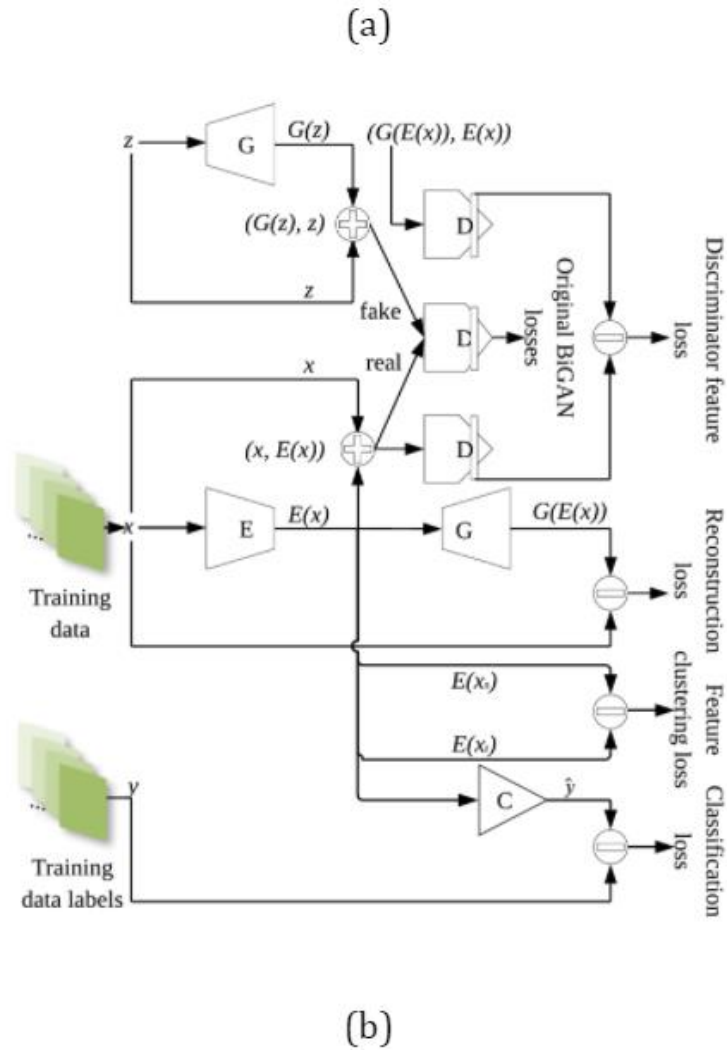 (a)
z
G
G(z)
(G(E(x)), E(x))
D
(G(z), z)
z
fake
D
losses
Original BiGAN
Discriminator feature
loss
real
x
(x, E(x))
D
x
E
E(x)
G
G(E(x))
Reconstruction
loss
...
Training
data
E(xₛ)
Feature
clustering loss
y
...
C
ŷ
Classification
loss
Training
data labels
(b)